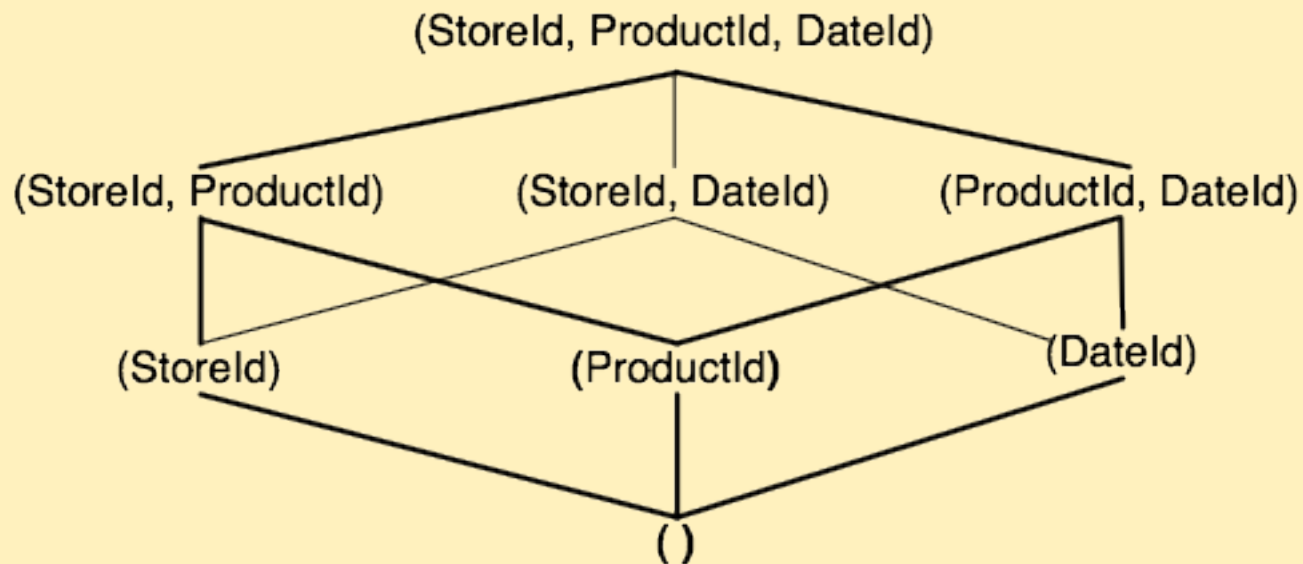 (StoreId, ProductId, DateId)
(StoreId, ProductId) (StoreId, DateId) (ProductId, DateId)
(StoreId) (ProductId) (DateId)
( )